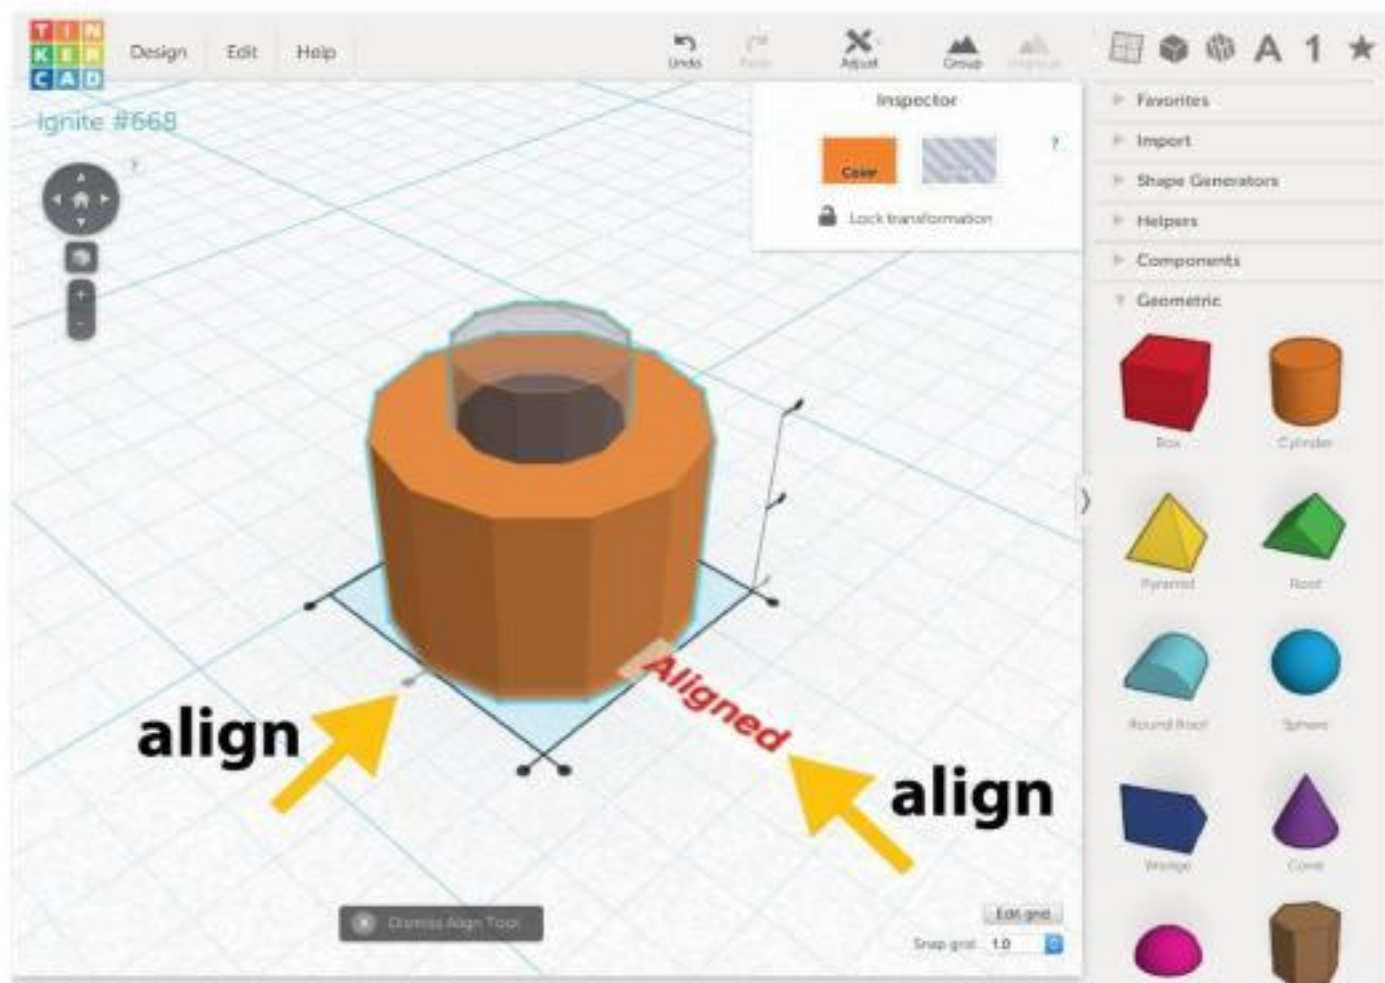 TIN
KER
CAD
Design Edit Help
Undo
Redo
Adjust
Group
Ungroup
A 1
Ignite #668
?
Inspector
Color
?
Lock transformation
Favorites
Import
Shape Generators
Helpers
Components
Geometric
Box Cylinder
Pyramid Roof
Round Roof Sphere
Wedge Cone
Aligned
align
align
Dismiss Align Tool
Edit grid
Snap grid 1.0